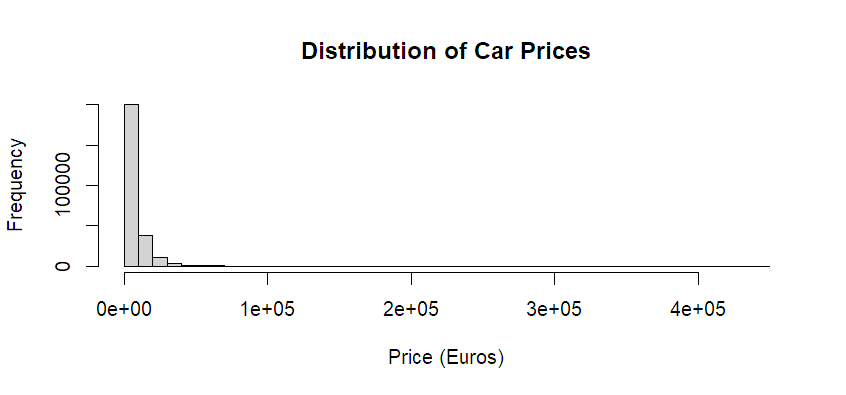 Distribution of Car Prices
Frequency
100000
0
0e+00 1e+05 2e+05 3e+05 4e+05
Price (Euros)